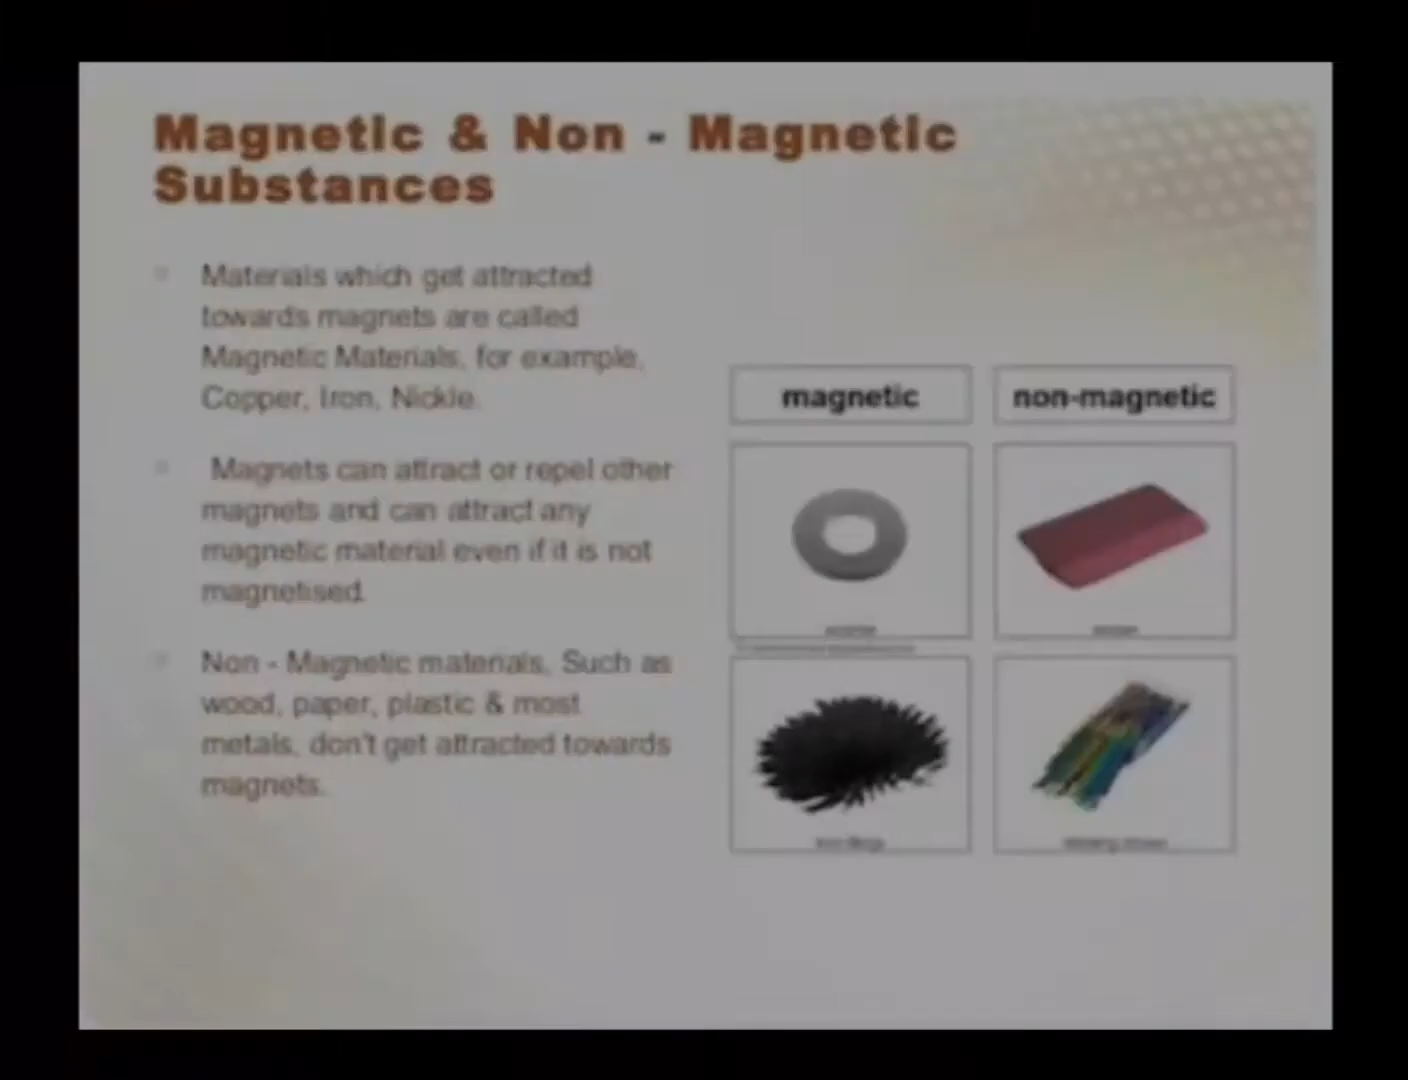 Magnetic & Non - Magnetic
Substances
Materials which get attracted
towards magnets are called
Magnetic Materials, for example,
Copper, Iron, Nickle.
Magnets can attract or repel other
magnets and can attract any
magnetic material even if it is not
magnetised.
Non - Magnetic materials, Such as
wood, paper, plastic & most
metals, don't get attracted towards
magnets.
magnetic
non-magnetic
iron filings